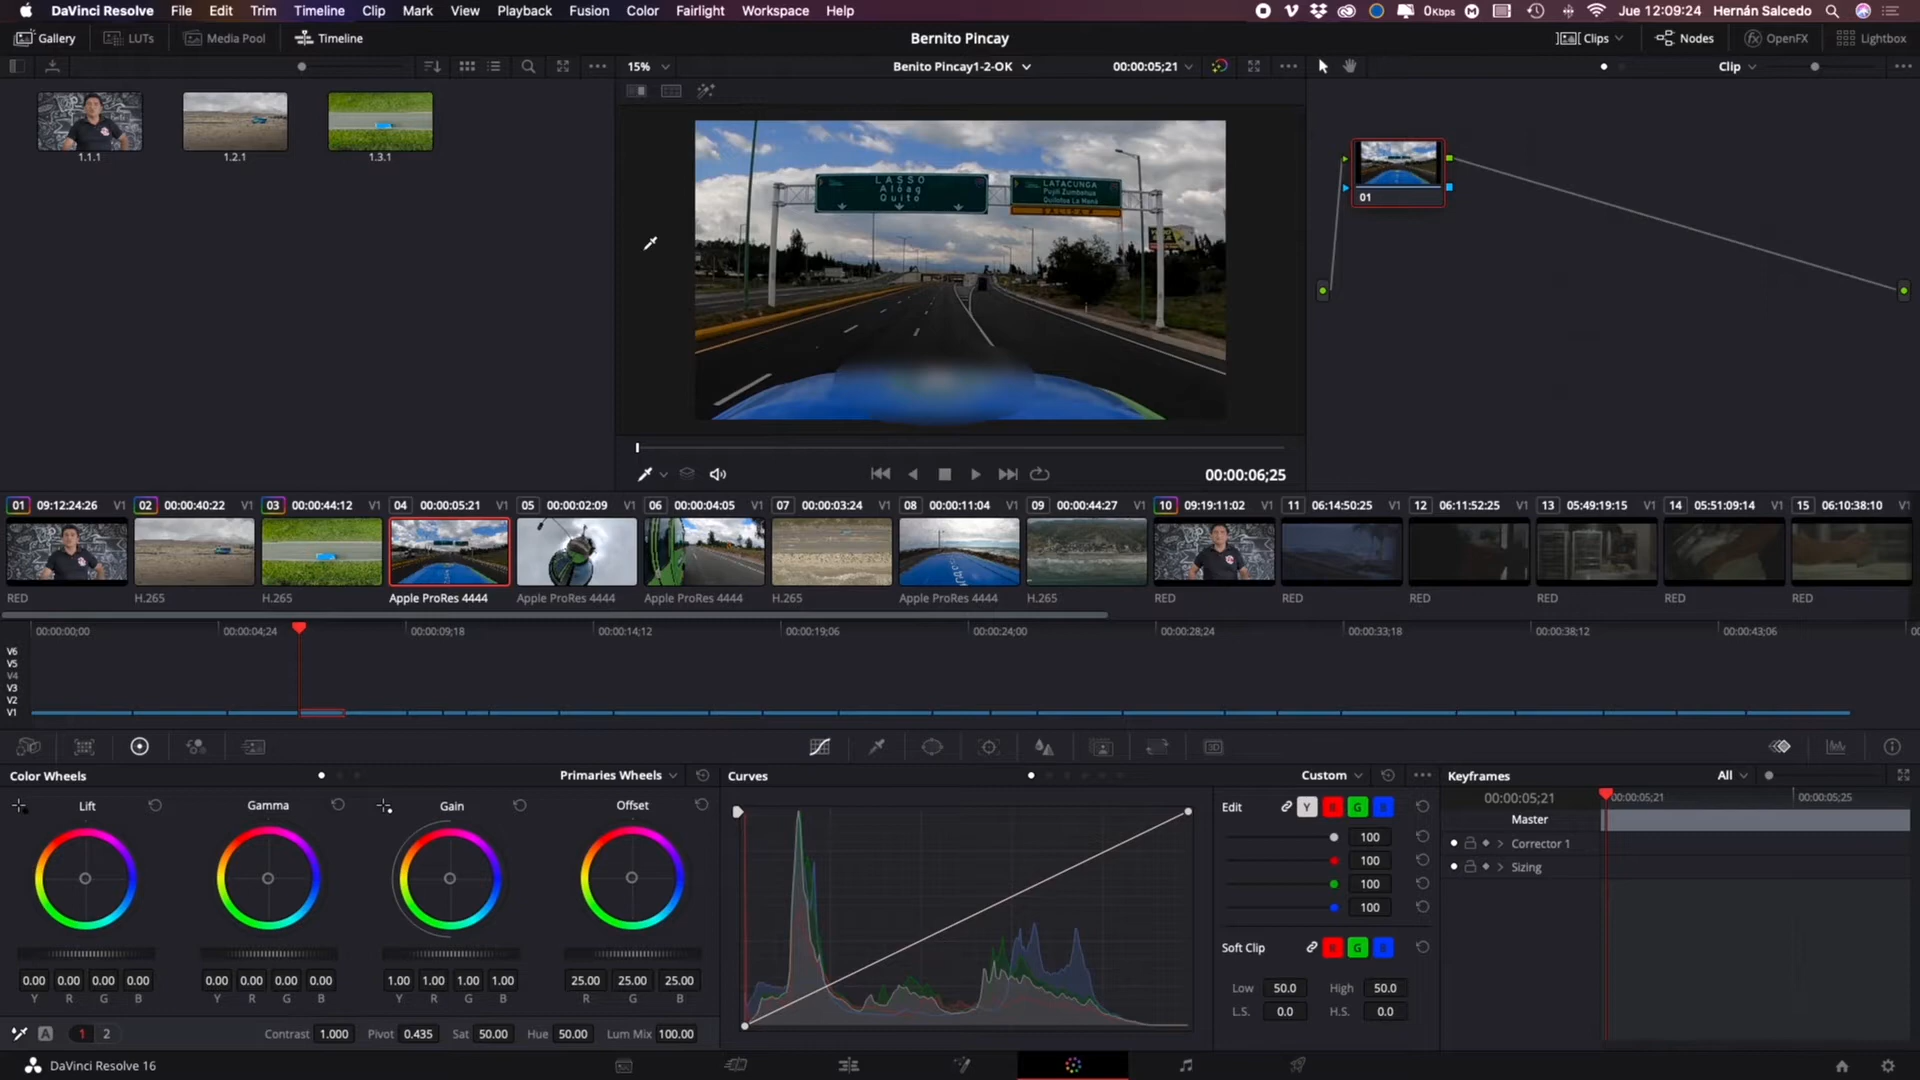 DaVinci Resolve File Edit Trim Timeline Clip Mark View Playback Fusion Color Fairlight Workspace Help 0Kbps Jue 12:09:24 Hernán Salcedo
Gallery LUTs Media Pool Timeline Bernito Pincay Clips Nodes OpenFX Lightbox
15% Benito Pincay1-2-OK 00:00:05;21 Clip
1.1.1 1.2.1 1.3.1
LASSO
Alóag
Quito
LATACUNGA
Pujilí Zumbahua
Quilotoa La Maná
SALIDA
01
00:00:06;25
01 09:12:24:26 V1 02 00:00:40:22 V1 03 00:00:44:12 V1 04 00:00:05:21 V1 05 00:00:02:09 V1 06 00:00:04:05 V1 07 00:00:03:24 V1 08 00:00:11:04 V1 09 00:00:44:27 V1 10 09:19:11:02 V1 11 06:14:50:25 V1 12 06:11:52:25 V1 13 05:49:19:15 V1 14 05:51:09:14 V1 15 06:10:38:10 V1
RED H.265 H.265 Apple ProRes 4444 Apple ProRes 4444 Apple ProRes 4444 H.265 Apple ProRes 4444 H.265 RED RED RED RED RED RED
00:00:00;00 00:00:04;24 00:00:09;18 00:00:14;12 00:00:19;06 00:00:24;00 00:00:28;24 00:00:33;18 00:00:38;12 00:00:43;06 00
V6
V5
V4
V3
V2
V1
3D
Color Wheels Primaries Wheels Curves Custom Keyframes All
Lift Gamma Gain Offset
Edit Y R G B
100
100
100
100
Soft Clip R G B
Low 50.0 High 50.0
L.S. 0.0 H.S. 0.0
00:00:05;21 00:00:05;21 00:00:05;25
Master
Corrector 1
Sizing
0.00 0.00 0.00 0.00 0.00 0.00 0.00 0.00 1.00 1.00 1.00 1.00 25.00 25.00 25.00
Y R G B Y R G B Y R G B R G B
A 1 2 Contrast 1.000 Pivot 0.435 Sat 50.00 Hue 50.00 Lum Mix 100.00
DaVinci Resolve 16